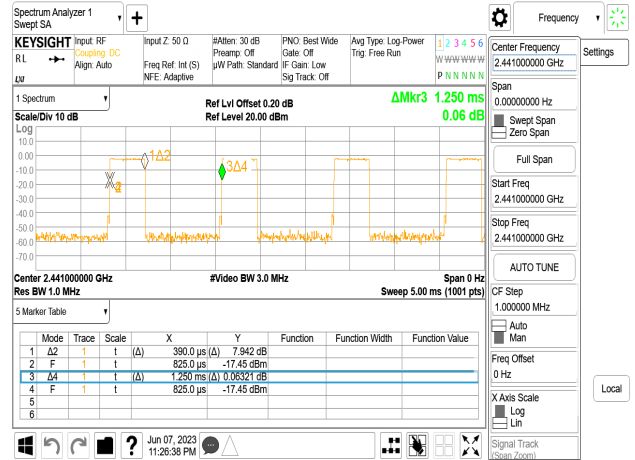 Spectrum Analyzer 1
Swept SA
Frequency
KEYSIGHT
RL
Input: RF
Coupling: DC
Align: Auto
Input Z: 50 Ω
Freq Ref: Int (S)
NFE: Adaptive
#Atten: 30 dB
Preamp: Off
µW Path: Standard
PNO: Best Wide
Gate: Off
IF Gain: Low
Sig Track: Off
Avg Type: Log-Power
Trig: Free Run
1 2 3 4 5 6
W W W W W W
P N N N N N
1 Spectrum
Scale/Div 10 dB
Ref Lvl Offset 0.20 dB
Ref Level 20.00 dBm
ΔMkr3 1.250 ms
0.06 dB
Log
10.0
0.00
-10.0
-20.0
-30.0
-40.0
-50.0
-60.0
-70.0
1Δ2
3Δ4
Center 2.441000000 GHz
Res BW 1.0 MHz
#Video BW 3.0 MHz
Span 0 Hz
Sweep 5.00 ms (1001 pts)
5 Marker Table
Mode Trace Scale X Y Function Function Width Function Value
1 Δ2 1 t (Δ) 390.0 µs (Δ) 7.942 dB
2 F 1 t 825.0 µs -17.45 dBm
3 Δ4 1 t (Δ) 1.250 ms (Δ) 0.06321 dB
4 F 1 t 825.0 µs -17.45 dBm
5
6
Jun 07, 2023
11:26:38 PM
Center Frequency
2.441000000 GHz
Span
0.00000000 Hz
Swept Span
Zero Span
Full Span
Start Freq
2.441000000 GHz
Stop Freq
2.441000000 GHz
AUTO TUNE
CF Step
1.000000 MHz
Auto
Man
Freq Offset
0 Hz
X Axis Scale
Log
Lin
Signal Track
(Span Zoom)
Settings
Local